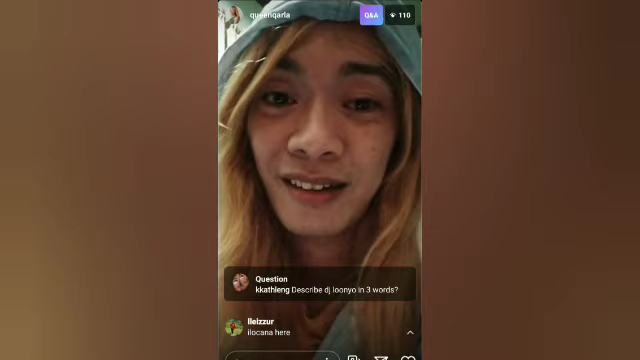 queenqarla
Q&A
110
Question
kkathleng Describe dj loonyo in 3 words?
llelzzur
ilocana here